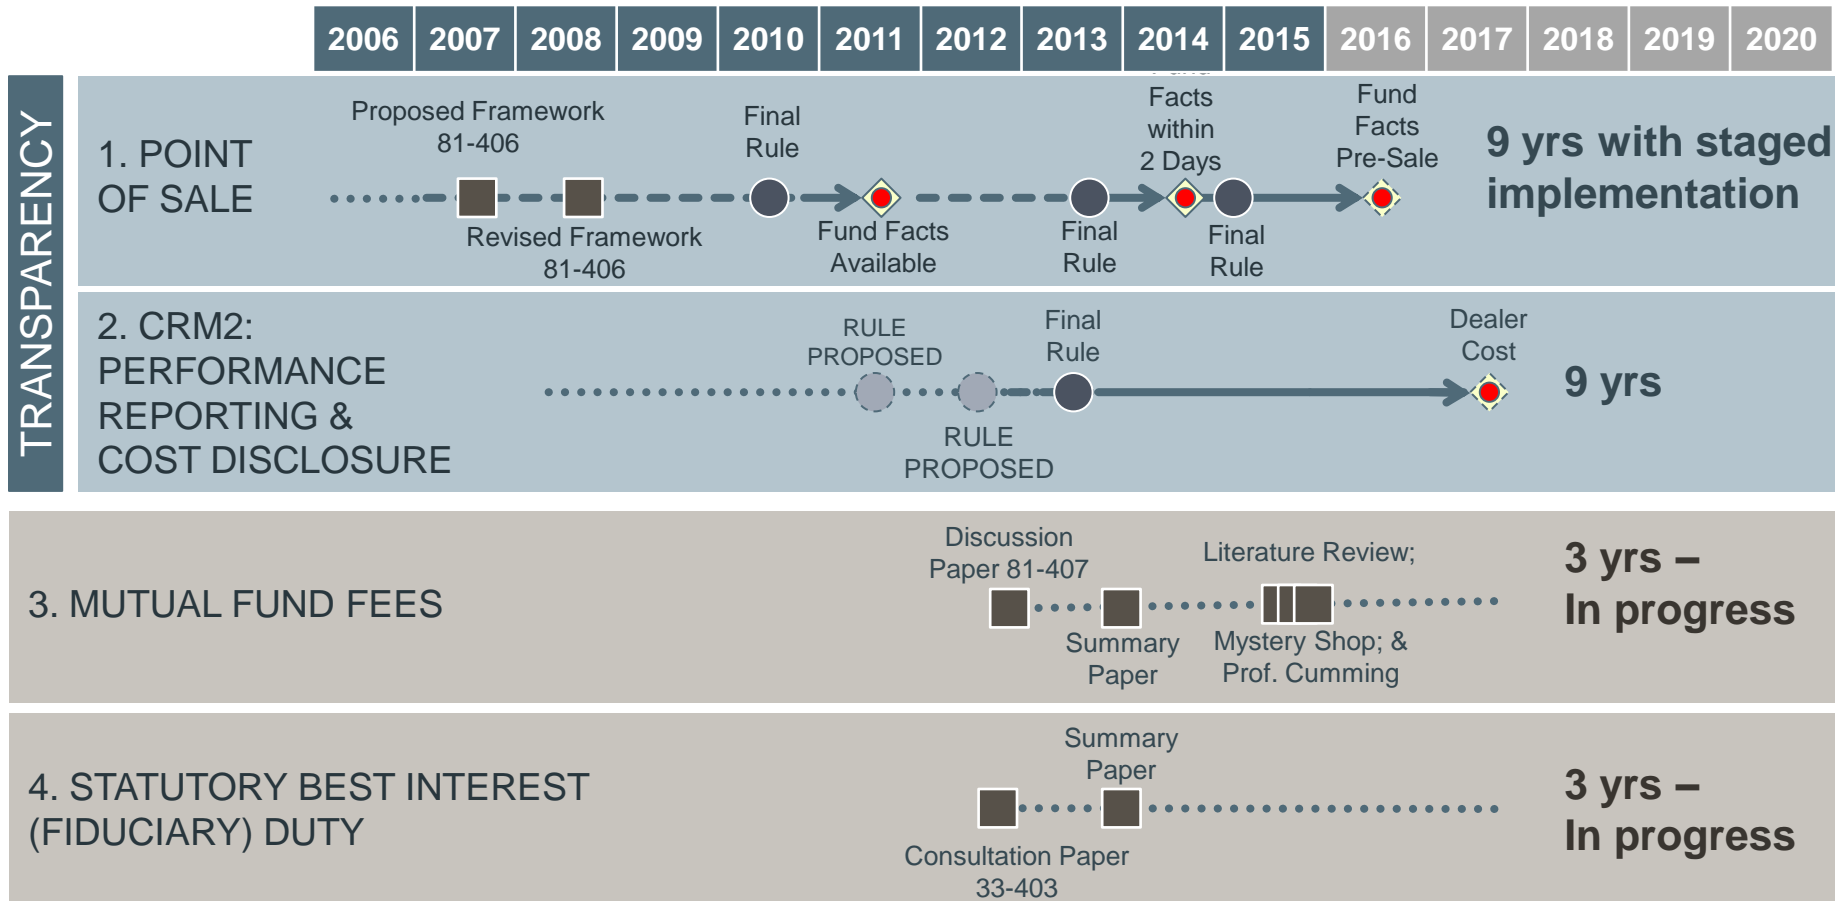 2006 2007 2008 2009 2010 2011 2012 2013 2014 2015 2016 2017 2018 2019 2020
TRANSPARENCY
1. POINT
OF SALE
Proposed Framework
81-406
Revised Framework
81-406
Final
Rule
Fund Facts
Available
Final
Rule
Facts
within
2 Days
Final
Rule
Fund
Facts
Pre-Sale
9 yrs with staged
implementation
2. CRM2:
PERFORMANCE
REPORTING &
COST DISCLOSURE
RULE
PROPOSED
RULE
PROPOSED
Final
Rule
Dealer
Cost
9 yrs
3. MUTUAL FUND FEES
Discussion
Paper 81-407
Summary
Paper
Literature Review;
Mystery Shop; &
Prof. Cumming
3 yrs –
In progress
4. STATUTORY BEST INTEREST
(FIDUCIARY) DUTY
Consultation Paper
33-403
Summary
Paper
3 yrs –
In progress